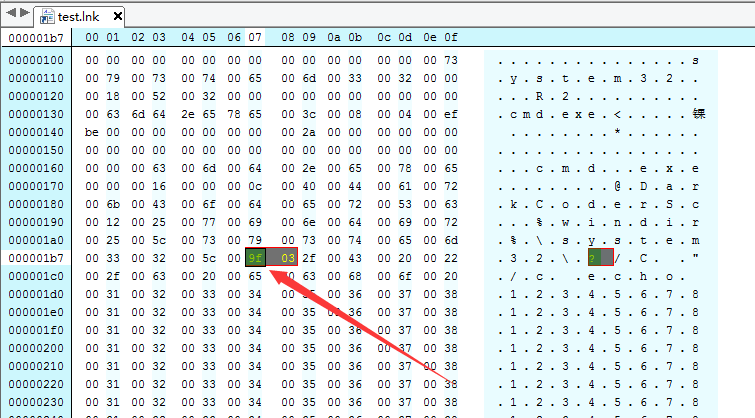 test.lnk
000001b7 00 01 02 03 04 05 06 07 08 09 0a 0b 0c 0d 0e 0f
00000100 00 00 00 00 00 00 00 00 00 00 00 00 00 00 00 73 ...............s
00000110 00 79 00 73 00 74 00 65 00 6d 00 33 00 32 00 00 .y.s.t.e.m.3.2..
00000120 00 18 00 52 00 32 00 00 00 00 00 00 00 00 00 00 ...R.2..........
00000130 00 63 6d 64 2e 65 78 65 00 3c 00 08 00 04 00 ef .cmd.exe.<.....锞
00000140 be 00 00 00 00 00 00 00 00 2a 00 00 00 00 00 00 .........*......
00000150 00 00 00 00 00 00 00 00 00 00 00 00 00 00 00 00 ................
00000160 00 00 00 63 00 6d 00 64 00 2e 00 65 00 78 00 65 ...c.m.d...e.x.e
00000170 00 00 00 16 00 00 00 0c 00 40 00 44 00 61 00 72 .........@.D.a.r
00000180 00 6b 00 43 00 6f 00 64 00 65 00 72 00 53 00 63 .k.C.o.d.e.r.S.c
00000190 00 12 00 25 00 77 00 69 00 6e 00 64 00 69 00 72 ...%.w.i.n.d.i.r
000001a0 00 25 00 5c 00 73 00 79 00 73 00 74 00 65 00 6d .%.\.s.y.s.t.e.m
000001b7 00 33 00 32 00 5c 00 9f 03 2f 00 43 00 20 00 22 .3.2.\.? /.C. ."
000001c0 00 2f 00 63 00 20 00 65 00 63 00 68 00 6f 00 20 ./.c. .e.c.h.o.
000001d0 00 31 00 32 00 33 00 34 00 35 00 36 00 37 00 38 .1.2.3.4.5.6.7.8
000001e0 00 31 00 32 00 33 00 34 00 35 00 36 00 37 00 38 .1.2.3.4.5.6.7.8
000001f0 00 31 00 32 00 33 00 34 00 35 00 36 00 37 00 38 .1.2.3.4.5.6.7.8
00000200 00 31 00 32 00 33 00 34 00 35 00 36 00 37 00 38 .1.2.3.4.5.6.7.8
00000210 00 31 00 32 00 33 00 34 00 35 00 36 00 37 00 38 .1.2.3.4.5.6.7.8
00000220 00 31 00 32 00 33 00 34 00 35 00 36 00 37 00 38 .1.2.3.4.5.6.7.8
00000230 00 31 00 32 00 33 00 34 00 35 00 36 00 37 00 38 .1.2.3.4.5.6.7.8